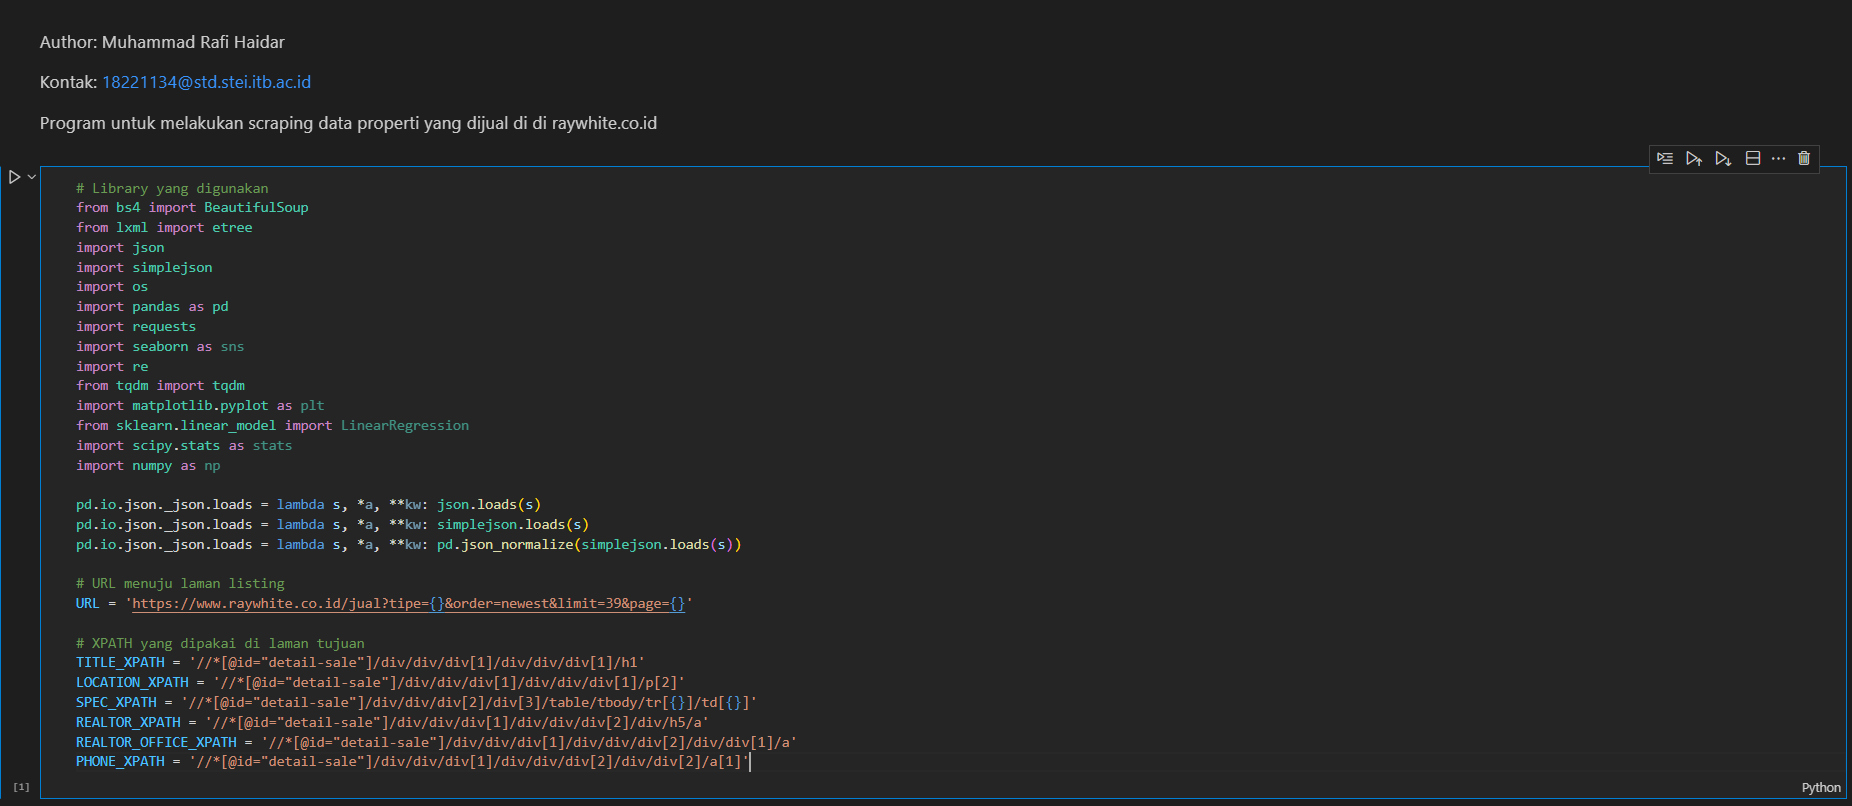 Author: Muhammad Rafi Haidar
Kontak: 18221134@std.stei.itb.ac.id
Program untuk melakukan scraping data properti yang dijual di di raywhite.co.id
# Library yang digunakan
from bs4 import BeautifulSoup
from lxml import etree
import json
import simplejson
import os
import pandas as pd
import requests
import seaborn as sns
import re
from tqdm import tqdm
import matplotlib.pyplot as plt
from sklearn.linear_model import LinearRegression
import scipy.stats as stats
import numpy as np
pd.io.json._json.loads = lambda s, *a, **kw: json.loads(s)
pd.io.json._json.loads = lambda s, *a, **kw: simplejson.loads(s)
pd.io.json._json.loads = lambda s, *a, **kw: pd.json_normalize(simplejson.loads(s))
# URL menuju laman listing
URL = 'https://www.raywhite.co.id/jual?tipe={}&order=newest&limit=39&page={}'
# XPATH yang dipakai di laman tujuan
TITLE_XPATH = '//*[@id="detail-sale"]/div/div/div[1]/div/div/div[1]/h1'
LOCATION_XPATH = '//*[@id="detail-sale"]/div/div/div[1]/div/div/div[1]/p[2]'
SPEC_XPATH = '//*[@id="detail-sale"]/div/div/div[2]/div[3]/table/tbody/tr[{}]/td[{}]'
REALTOR_XPATH = '//*[@id="detail-sale"]/div/div/div[1]/div/div/div[2]/div/h5/a'
REALTOR_OFFICE_XPATH = '//*[@id="detail-sale"]/div/div/div[1]/div/div/div[2]/div/div[1]/a'
PHONE_XPATH = '//*[@id="detail-sale"]/div/div/div[1]/div/div/div[2]/div/div[2]/a[1]'
[1]
Python